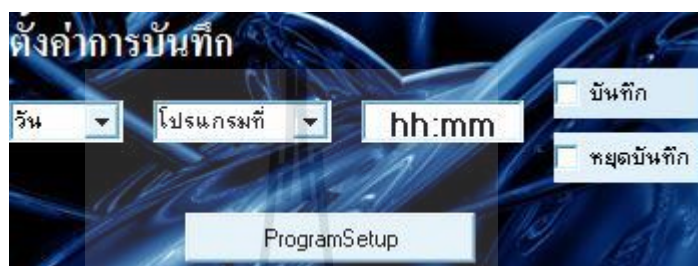 ตั้งค่าการบันทึก
วัน โปรแกรมที่ hh:mm
บันทึก
หยุดบันทึก
ProgramSetup